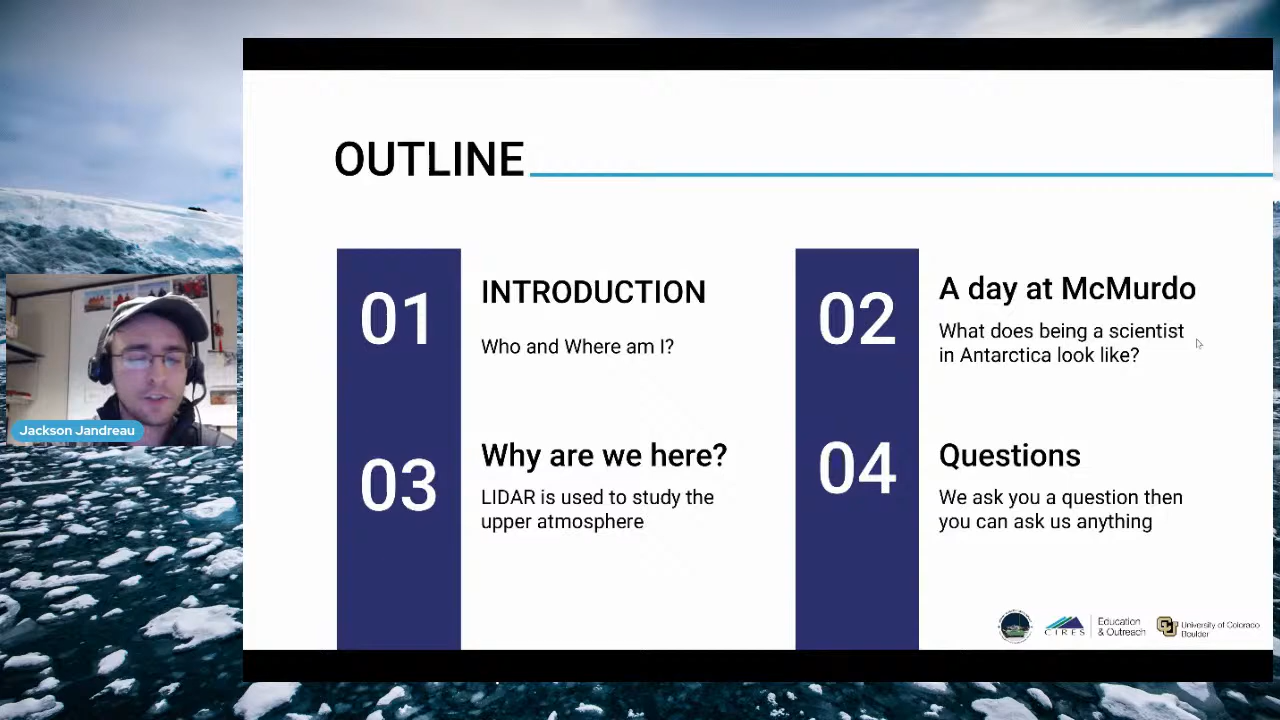 OUTLINE
01
INTRODUCTION
Who and Where am I?
02
A day at McMurdo
What does being a scientist
in Antarctica look like?
03
Why are we here?
LIDAR is used to study the
upper atmosphere
04
Questions
We ask you a question then
you can ask us anything
Jackson Jandreau
CIRES
Education
& Outreach
CU
University of Colorado
Boulder